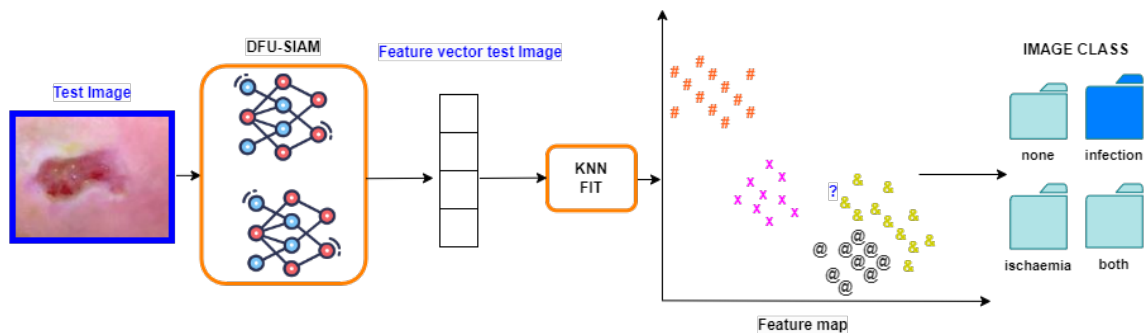 DFU-SIAM
Feature vector test Image
Test Image
KNN
FIT
?
Feature map
IMAGE CLASS
none
infection
ischaemia
both